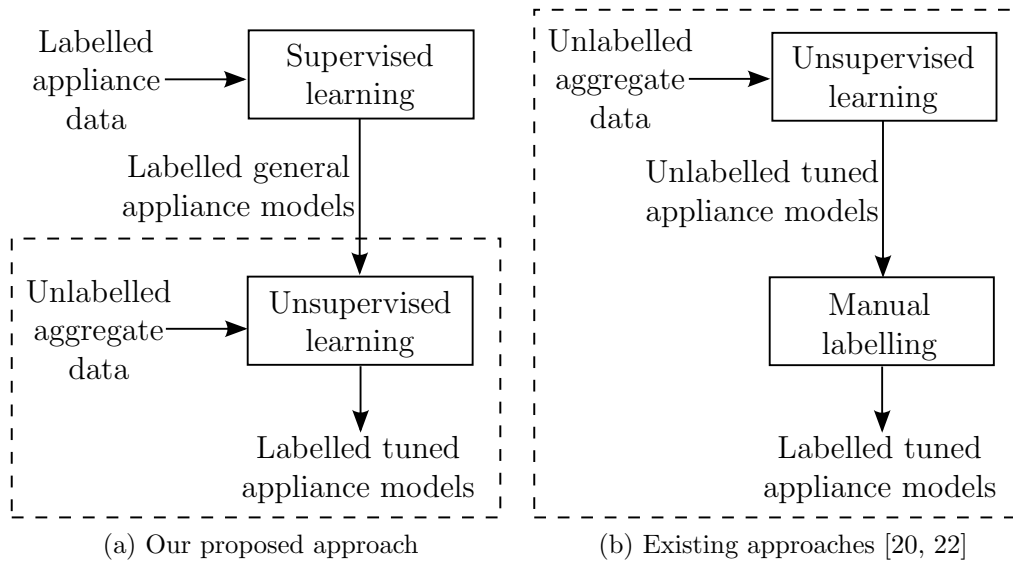 Labelled
appliance
data
Supervised
learning
Labelled general
appliance models
Unlabelled
aggregate
data
Unsupervised
learning
Labelled tuned
appliance models
(a) Our proposed approach
Unlabelled
aggregate
data
Unsupervised
learning
Unlabelled tuned
appliance models
Manual
labelling
Labelled tuned
appliance models
(b) Existing approaches [20, 22]